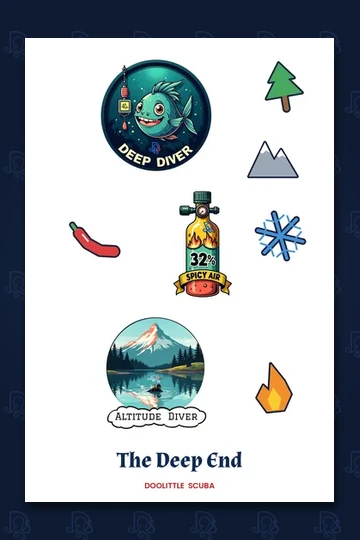 DEEP DIVER
32%
SPICY AIR
ALTITUDE DIVER
The Deep End
DOOLITTLE SCUBA